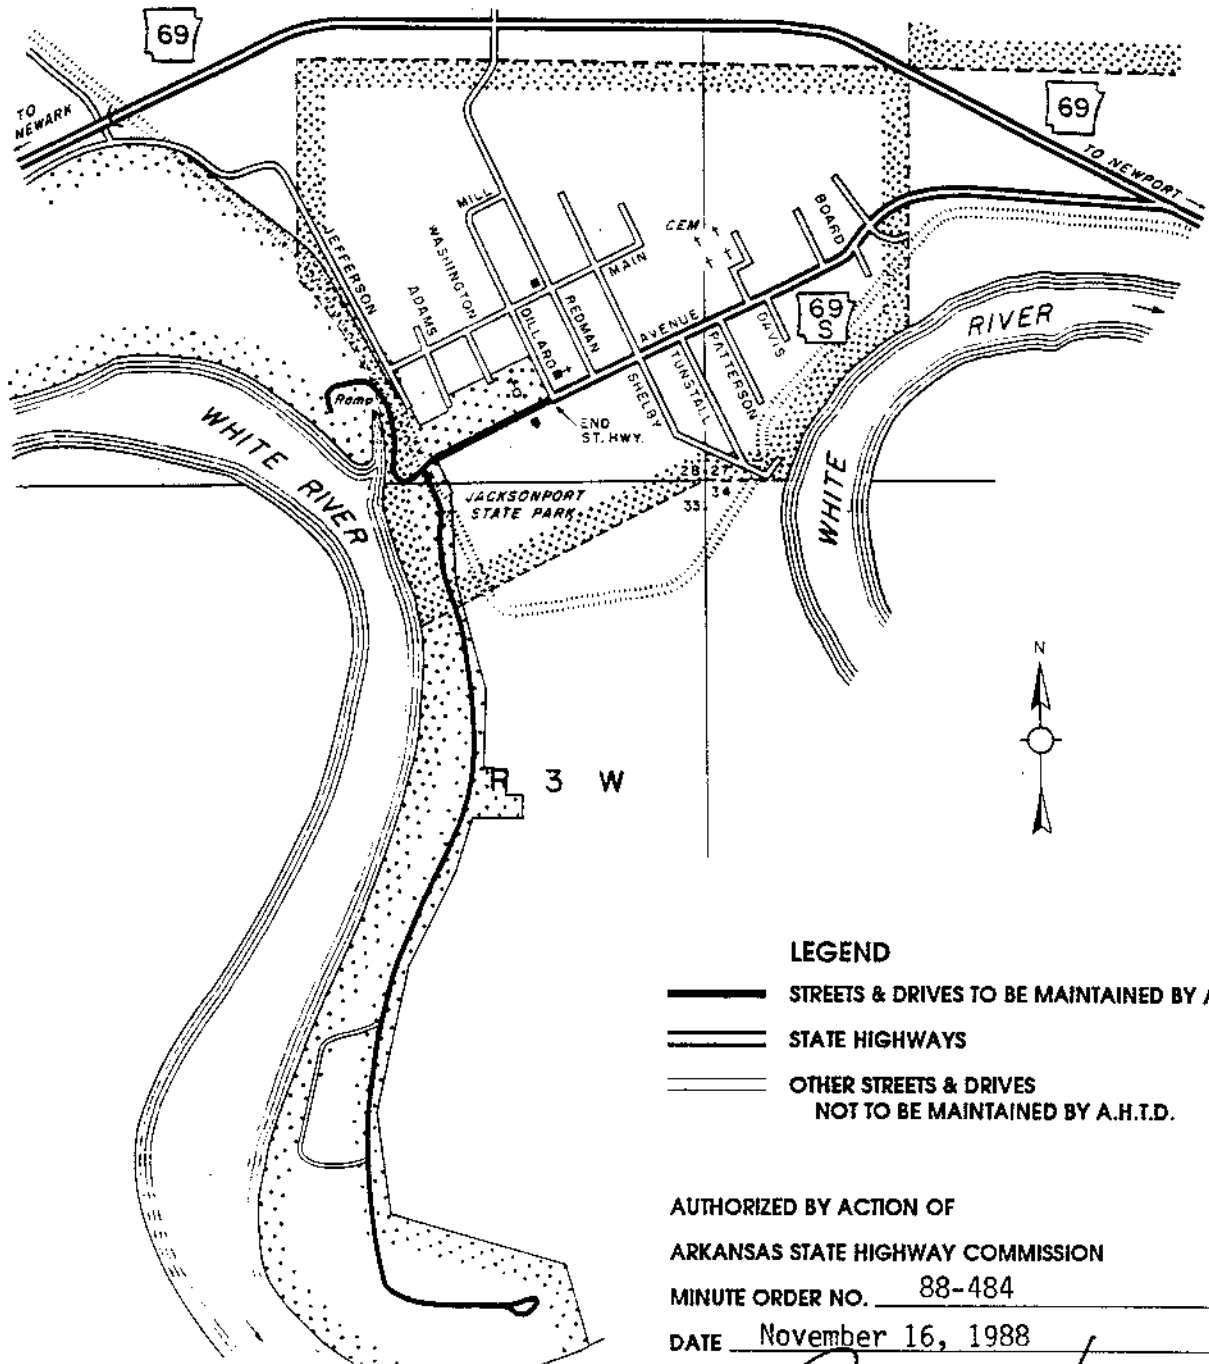 69
TO
NEWARK
69
TO NEWPORT
MILL
BOARD
CEM
JEFFERSON
WASHINGTON
MAIN
ADAMS
DILLARD
REDMAN
AVENUE
DAVIS
69
S
RIVER
PATTERSON
TUNSTALL
SHELBY
Ramp
END
ST. HWY.
WHITE RIVER
WHITE
28 27
33 34
JACKSONPORT
STATE PARK
N
R 3 W
LEGEND
STREETS & DRIVES TO BE MAINTAINED BY A
STATE HIGHWAYS
OTHER STREETS & DRIVES
NOT TO BE MAINTAINED BY A.H.T.D.
AUTHORIZED BY ACTION OF
ARKANSAS STATE HIGHWAY COMMISSION
MINUTE ORDER NO. 88-484
DATE November 16, 1988